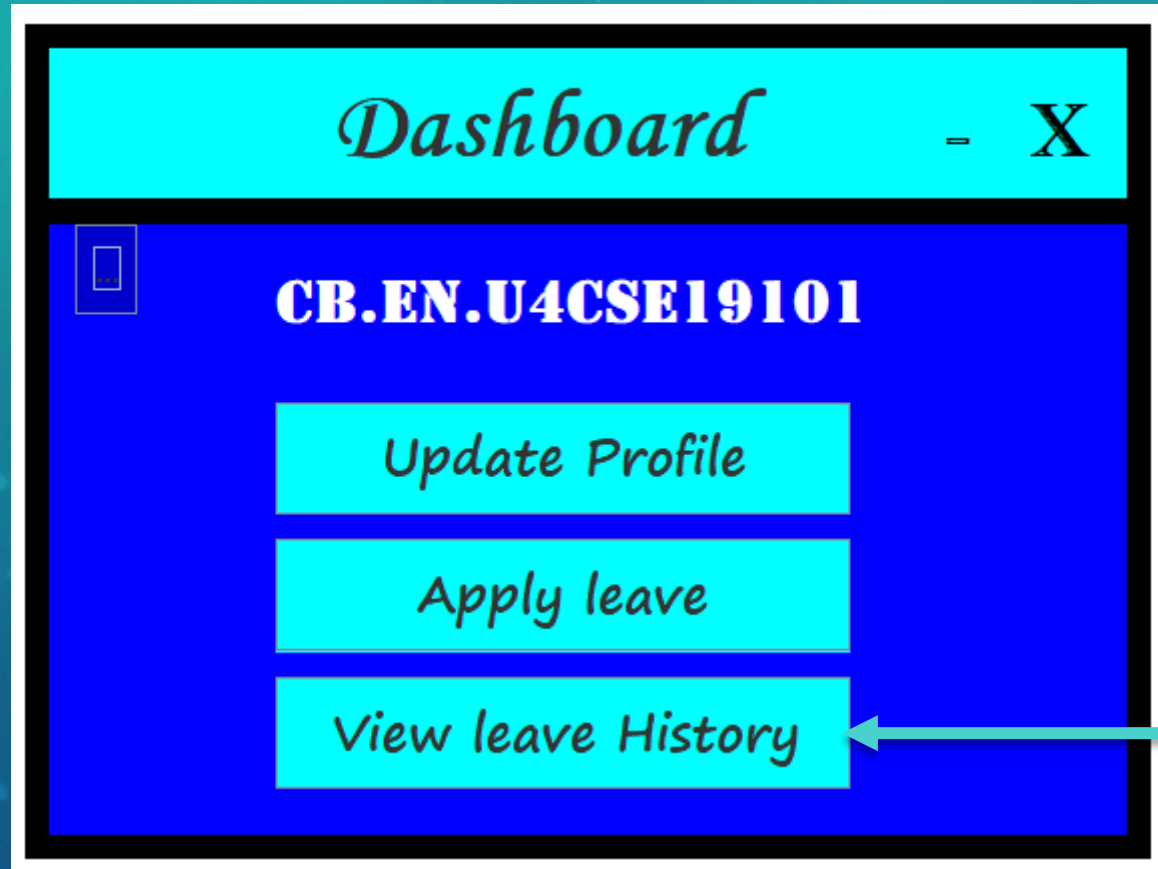 Dashboard - X
...
CB.EN.U4CSE19101
Update Profile
Apply leave
View leave History